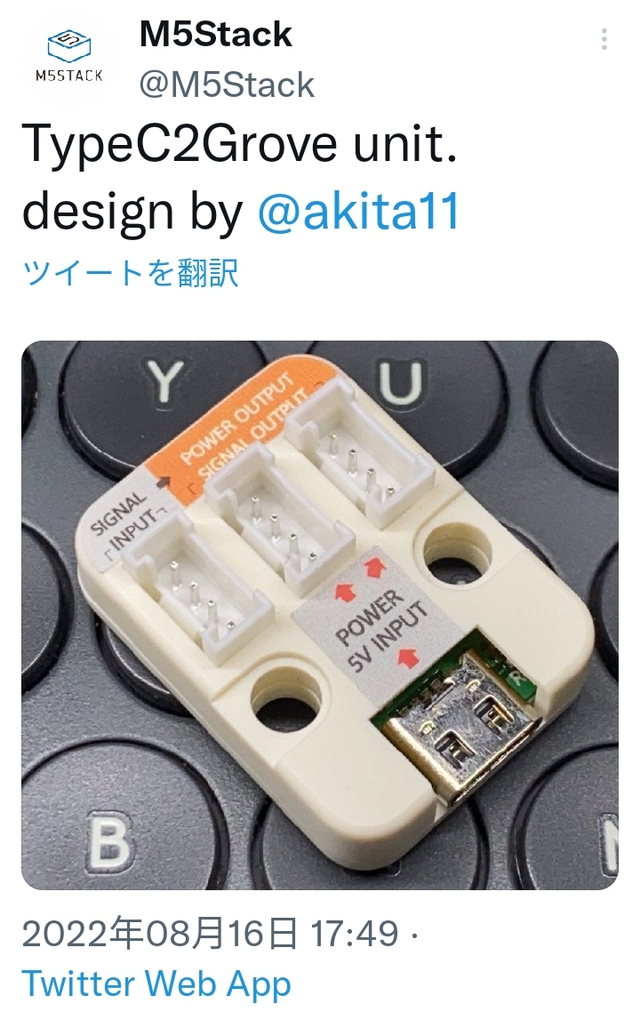 M5STACK
M5Stack
@M5Stack
TypeC2Grove unit.
design by @akita11
ツイートを翻訳
Y
U
POWER OUTPUT
SIGNAL OUTPUT
SIGNAL
INPUT
POWER
5V INPUT
B
N
2022年08月16日 17:49 ·
Twitter Web App